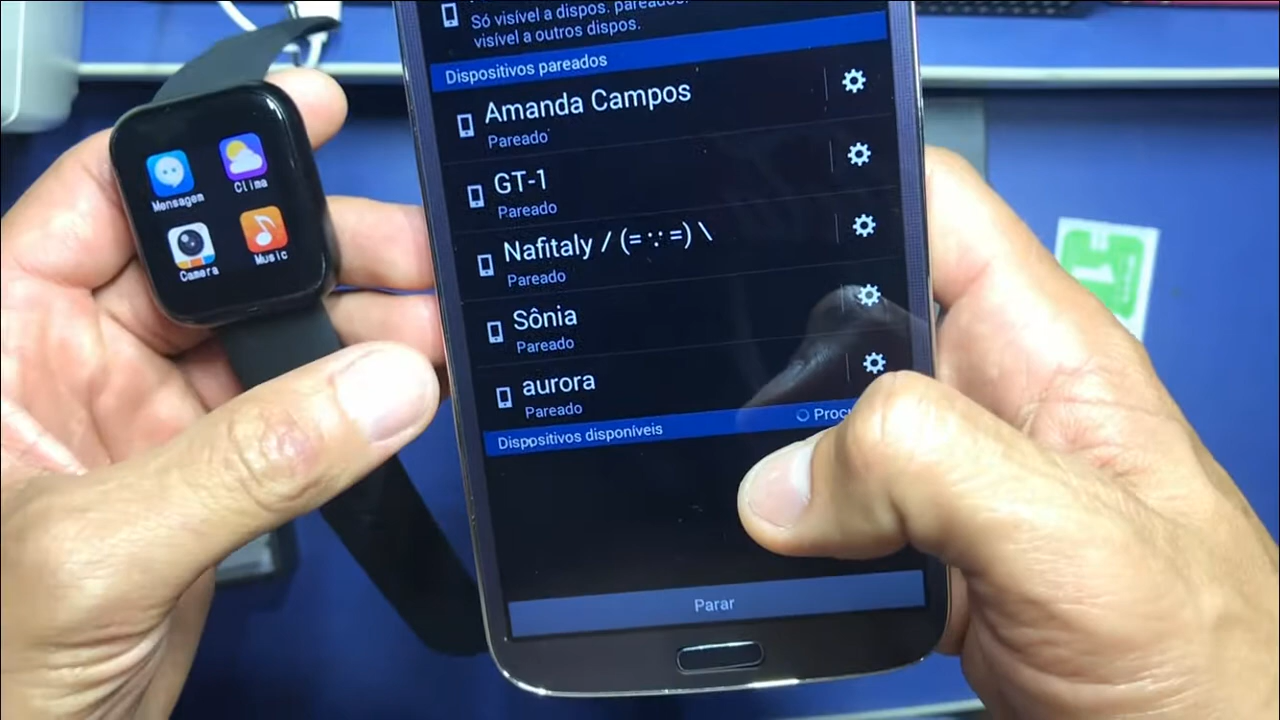 Só visível a dispos. pareados.
visível a outros dispos.
Dispositivos pareados
Amanda Campos
Pareado
GT-1
Pareado
Nafitaly / (=∵=) \
Pareado
Sônia
Pareado
aurora
Pareado
Dispositivos disponíveis
Parar
Mensagem
Clima
Camera
Music
1